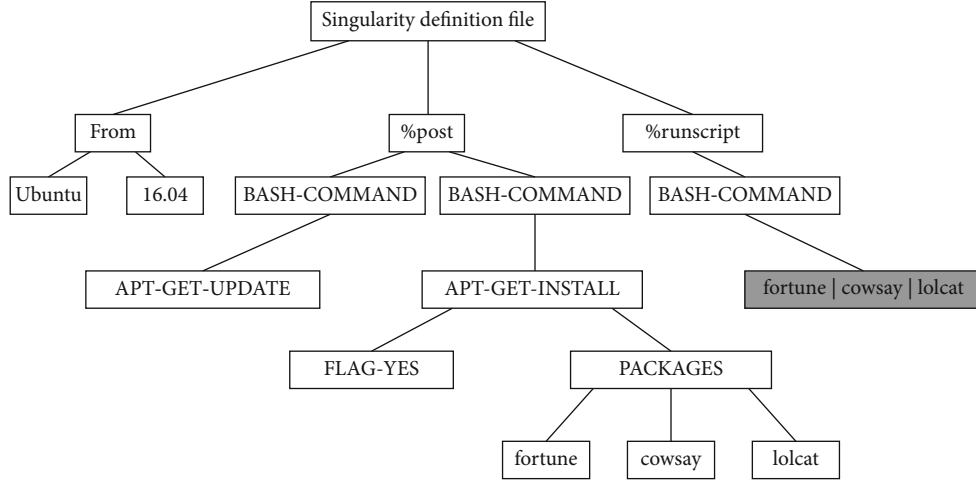 Singularity definition file
From
%post
%runscript
Ubuntu
16.04
BASH-COMMAND
BASH-COMMAND
BASH-COMMAND
APT-GET-UPDATE
APT-GET-INSTALL
fortune | cowsay | lolcat
FLAG-YES
PACKAGES
fortune
cowsay
lolcat